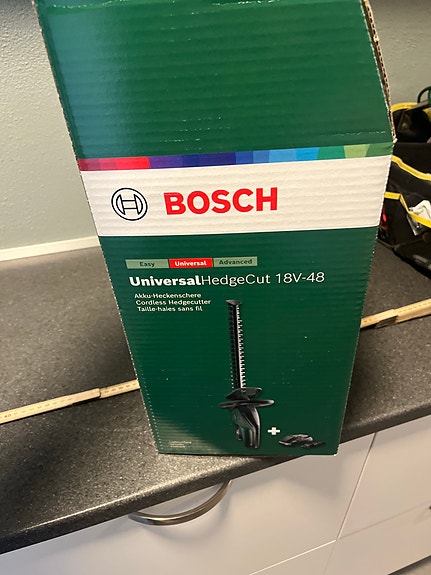 BOSCH
Easy Universal Advanced
UniversalHedgeCut 18V-48
Akku-Heckenschere
Cordless Hedgecutter
Taille-haies sans fil
+